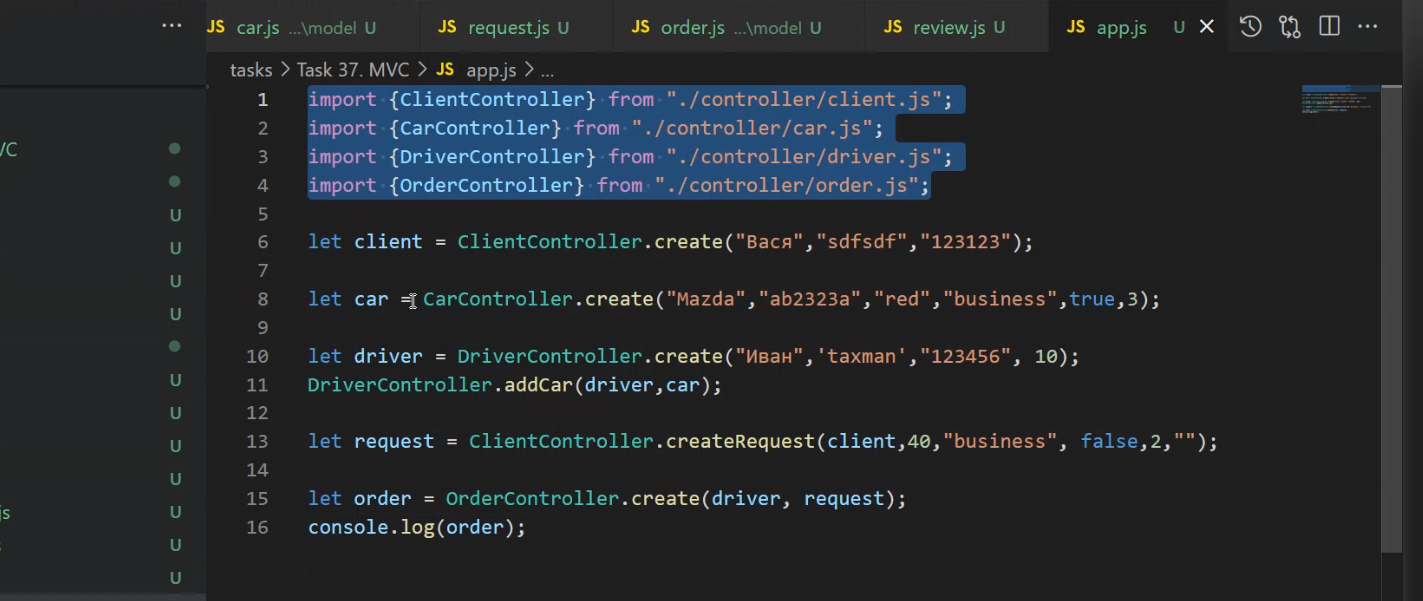 JS car.js ...\model U JS request.js U JS order.js ...\model U JS review.js U JS app.js U
tasks > Task 37. MVC > JS app.js > ...
1 import {ClientController} from "./controller/client.js";
2 import {CarController} from "./controller/car.js";
3 import {DriverController} from "./controller/driver.js";
4 import {OrderController} from "./controller/order.js";
5
6 let client = ClientController.create("Вася","sdfsdf","123123");
7
8 let car = CarController.create("Mazda","ab2323a","red","business",true,3);
9
10 let driver = DriverController.create("Иван",'taxman',"123456", 10);
11 DriverController.addCar(driver,car);
12
13 let request = ClientController.createRequest(client,40,"business", false,2,"");
14
15 let order = OrderController.create(driver, request);
16 console.log(order);
VC
U
U
U
U
U
U
U
U
js U
U
U